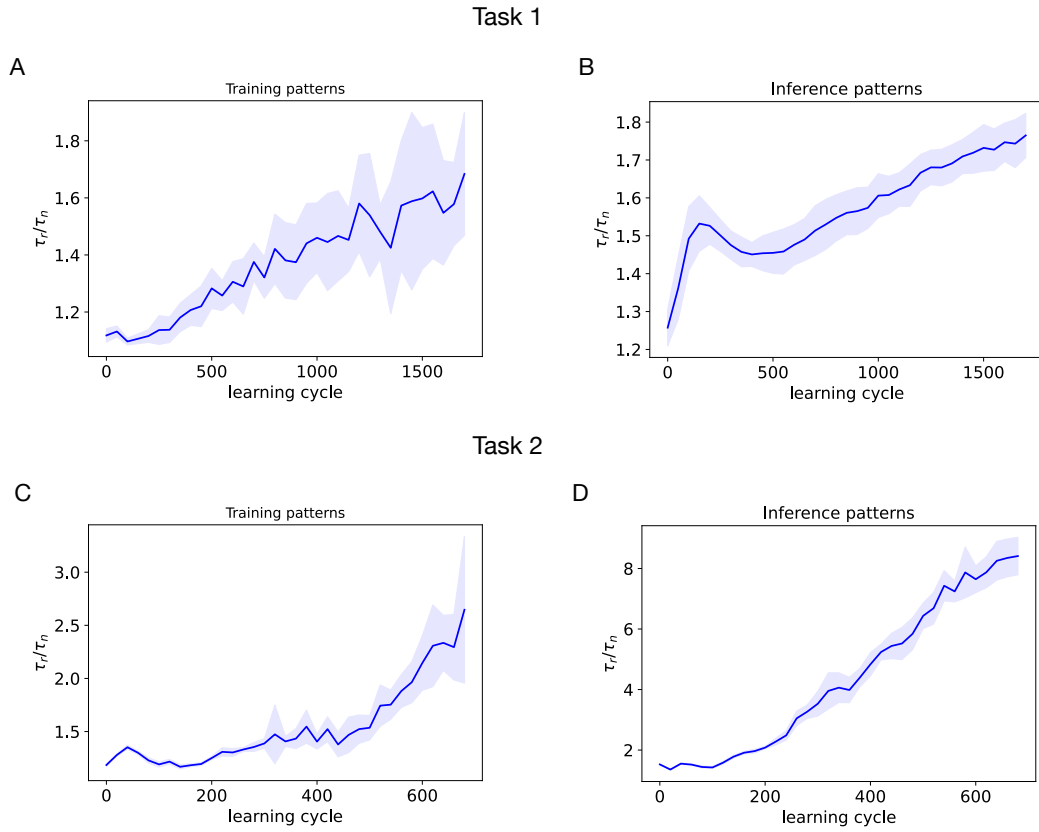 Task 1
A
Training patterns
1.8
1.6
1.4
1.2
τr/τn
0
500
1000
1500
learning cycle
B
Inference patterns
1.8
1.7
1.6
1.5
1.4
1.3
1.2
τr/τn
0
500
1000
1500
learning cycle
Task 2
C
Training patterns
3.0
2.5
2.0
1.5
τr/τn
0
200
400
600
learning cycle
D
Inference patterns
8
6
4
2
τr/τn
0
200
400
600
learning cycle